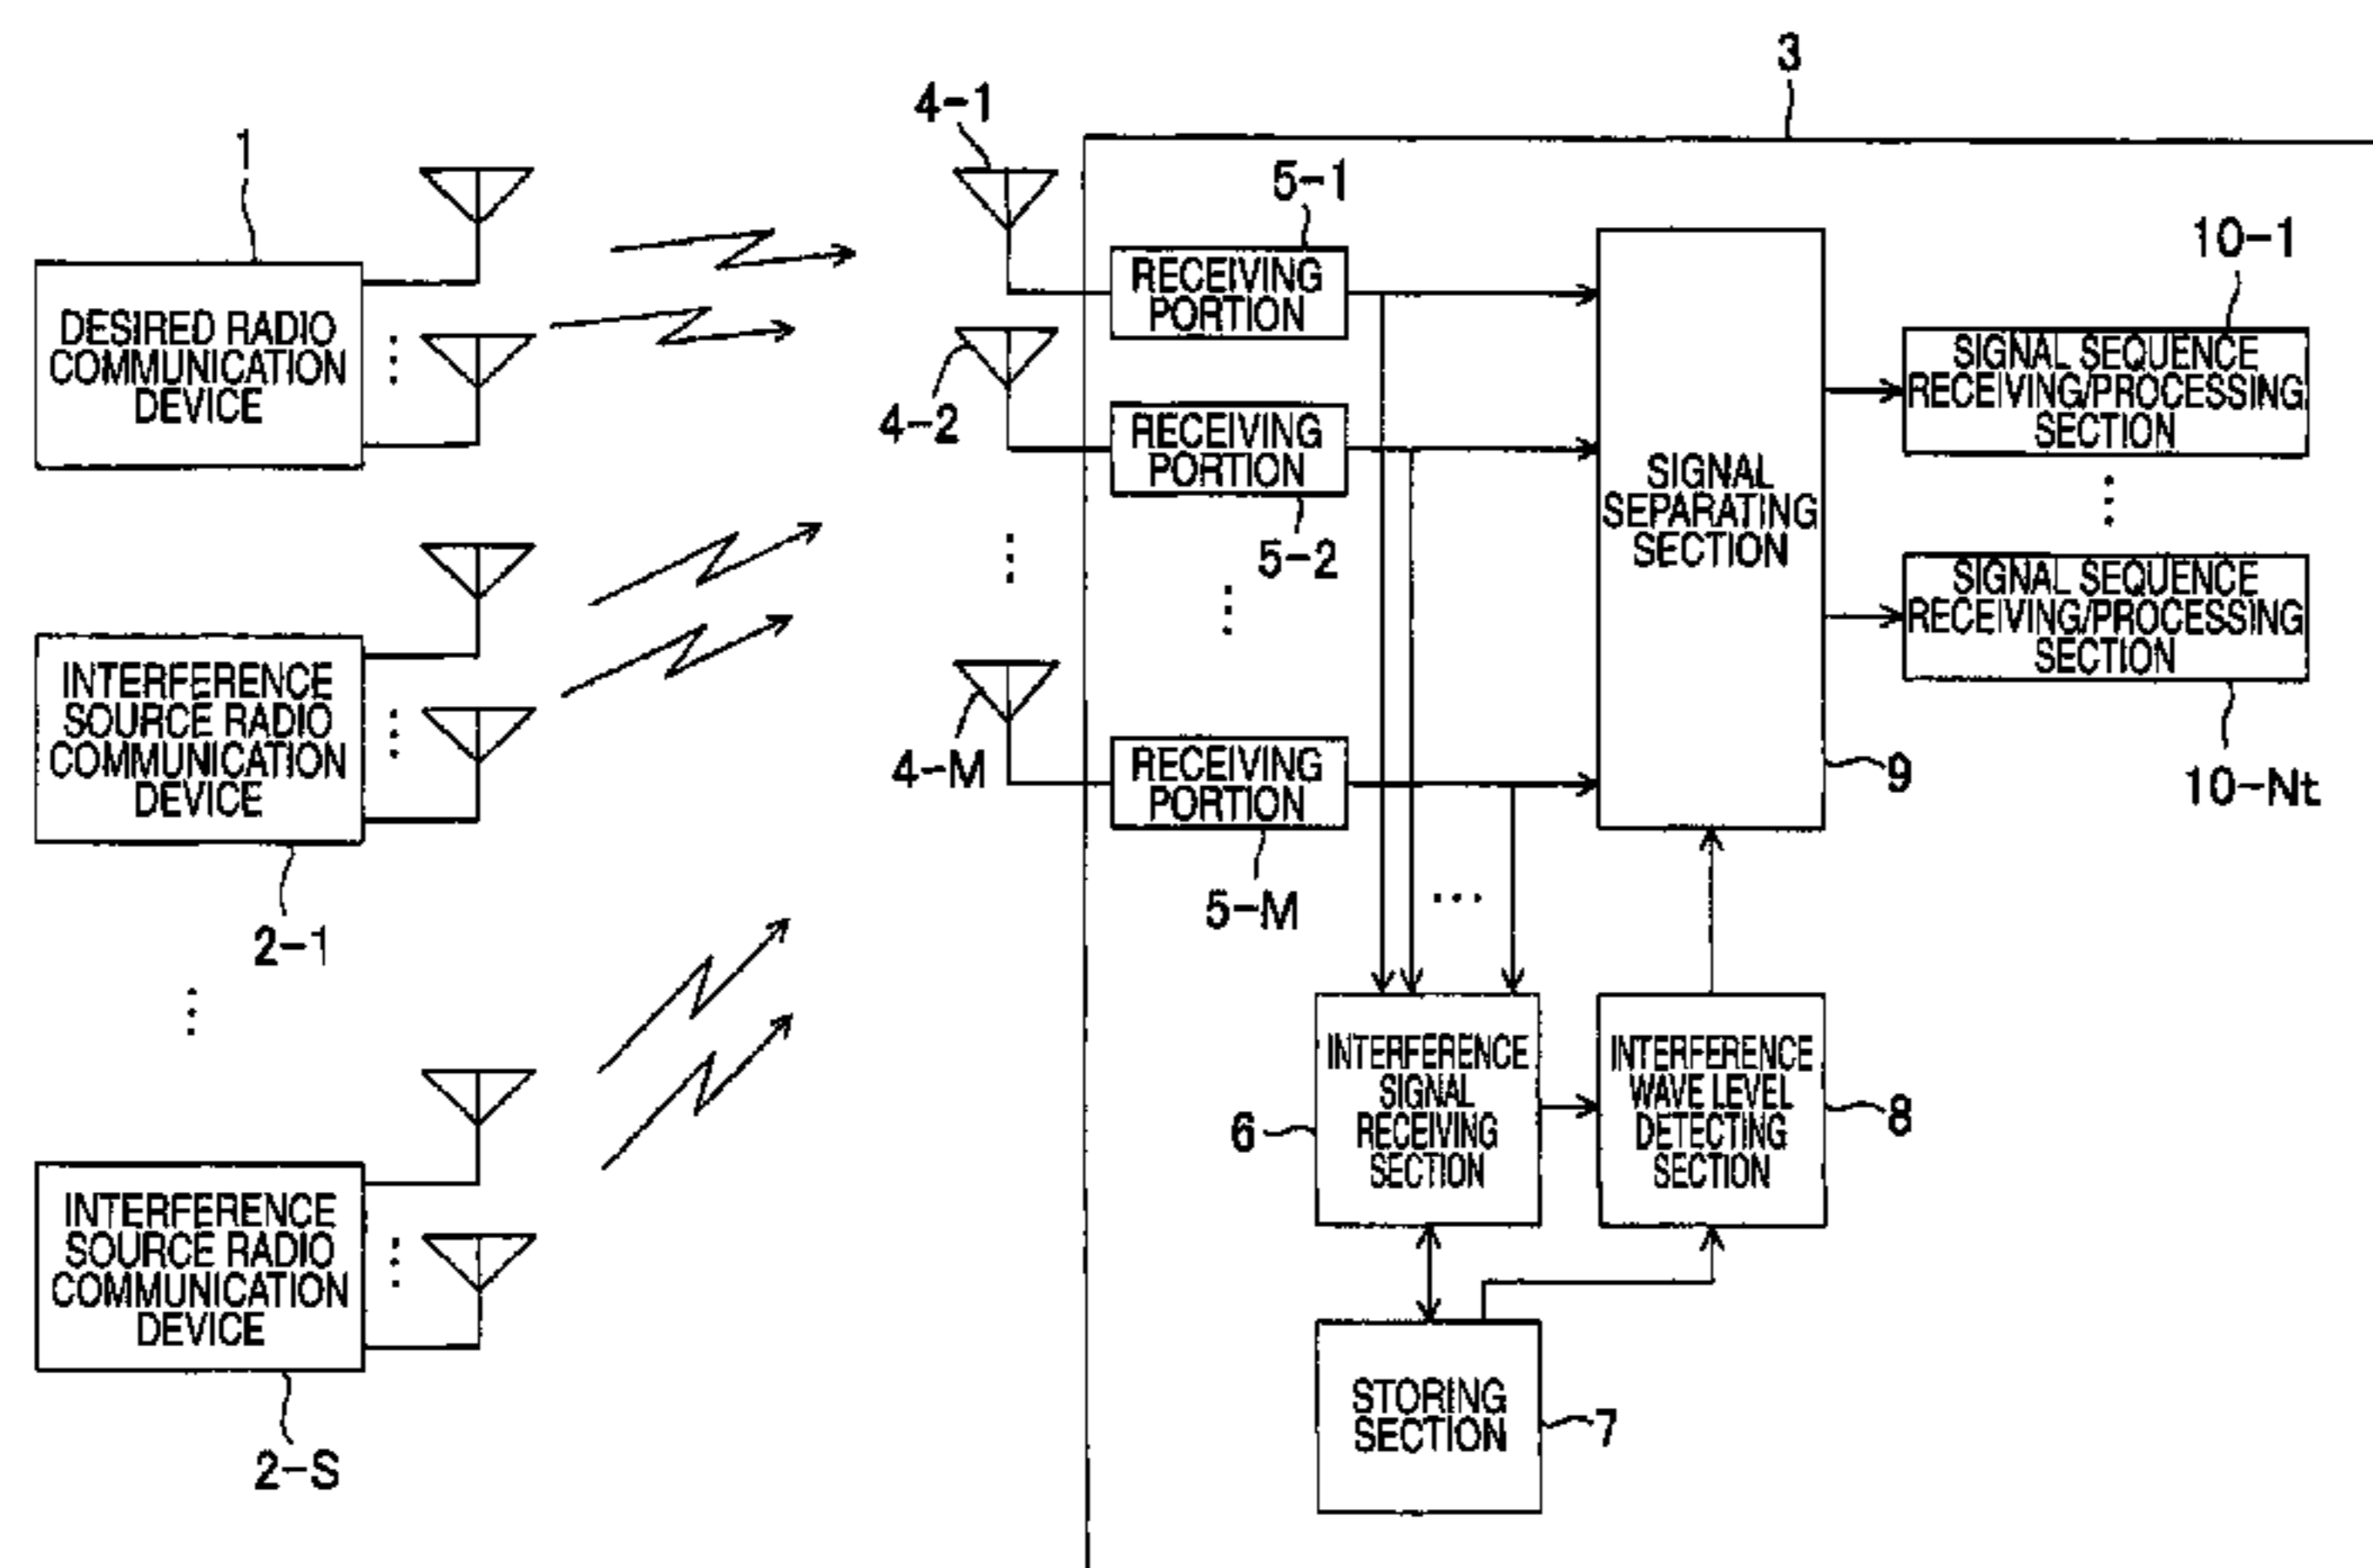 3
4-1
1
5-1
10-1
RECEIVING
PORTION
DESIRED RADIO
COMMUNICATION
DEVICE
SIGNAL SEQUENCE
RECEIVING/PROCESSING
SECTION
4-2
RECEIVING
PORTION
5-2
SIGNAL
SEPARATING
SECTION
SIGNAL SEQUENCE
RECEIVING/PROCESSING
SECTION
10-Nt
INTERFERENCE
SOURCE RADIO
COMMUNICATION
DEVICE
2-1
4-M
RECEIVING
PORTION
5-M
9
INTERFERENCE
SIGNAL
RECEIVING
SECTION
6
INTERFERENCE
WAVE LEVEL
DETECTING
SECTION
8
INTERFERENCE
SOURCE RADIO
COMMUNICATION
DEVICE
2-S
STORING
SECTION
7